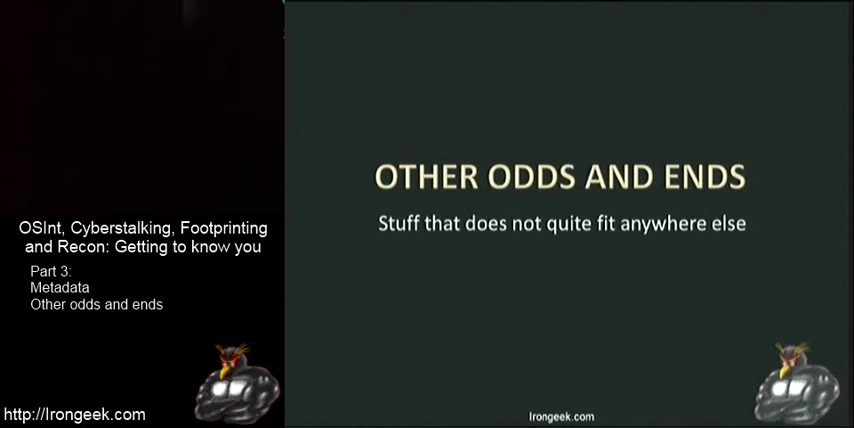 OSInt, Cyberstalking, Footprinting
and Recon: Getting to know you
Part 3:
Metadata
Other odds and ends
http://Irongeek.com
OTHER ODDS AND ENDS
Stuff that does not quite fit anywhere else
Irongeek.com